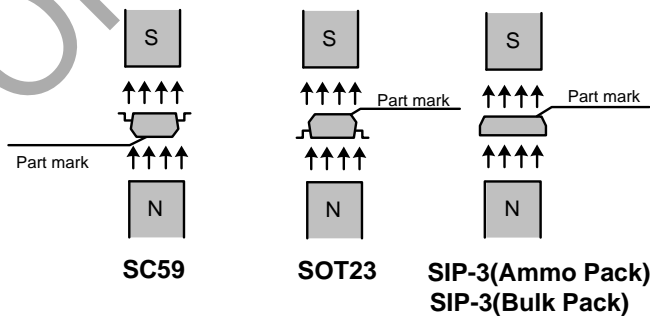 S
S
S
Part mark
Part mark
Part mark
N
N
N
SC59
SOT23
SIP-3(Ammo Pack)
SIP-3(Bulk Pack)